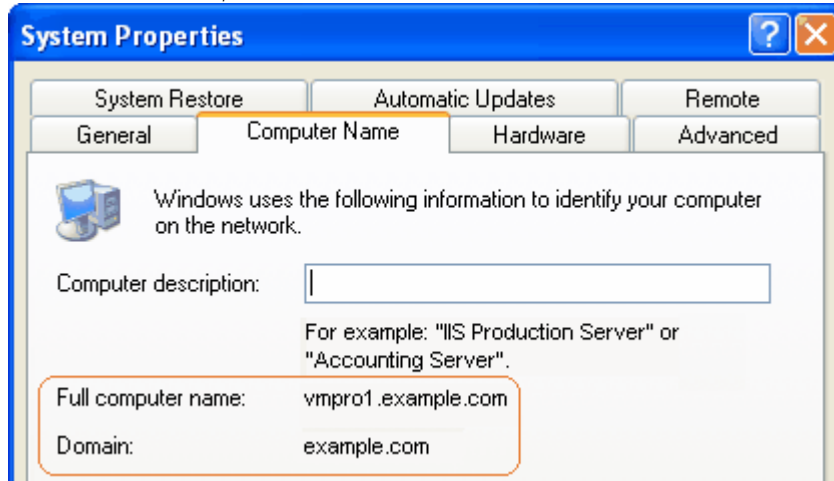 System Properties
System Restore
Automatic Updates
Remote
General
Computer Name
Hardware
Advanced
Windows uses the following information to identify your computer
on the network.
Computer description:
For example: "IIS Production Server" or
"Accounting Server".
Full computer name: vmpro1.example.com
Domain: example.com